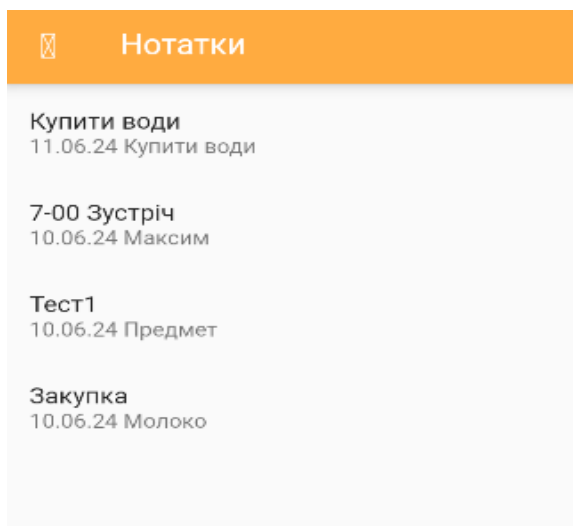 Нотатки
Купити води
11.06.24 Купити води
7-00 Зустріч
10.06.24 Максим
Тест1
10.06.24 Предмет
Закупка
10.06.24 Молоко